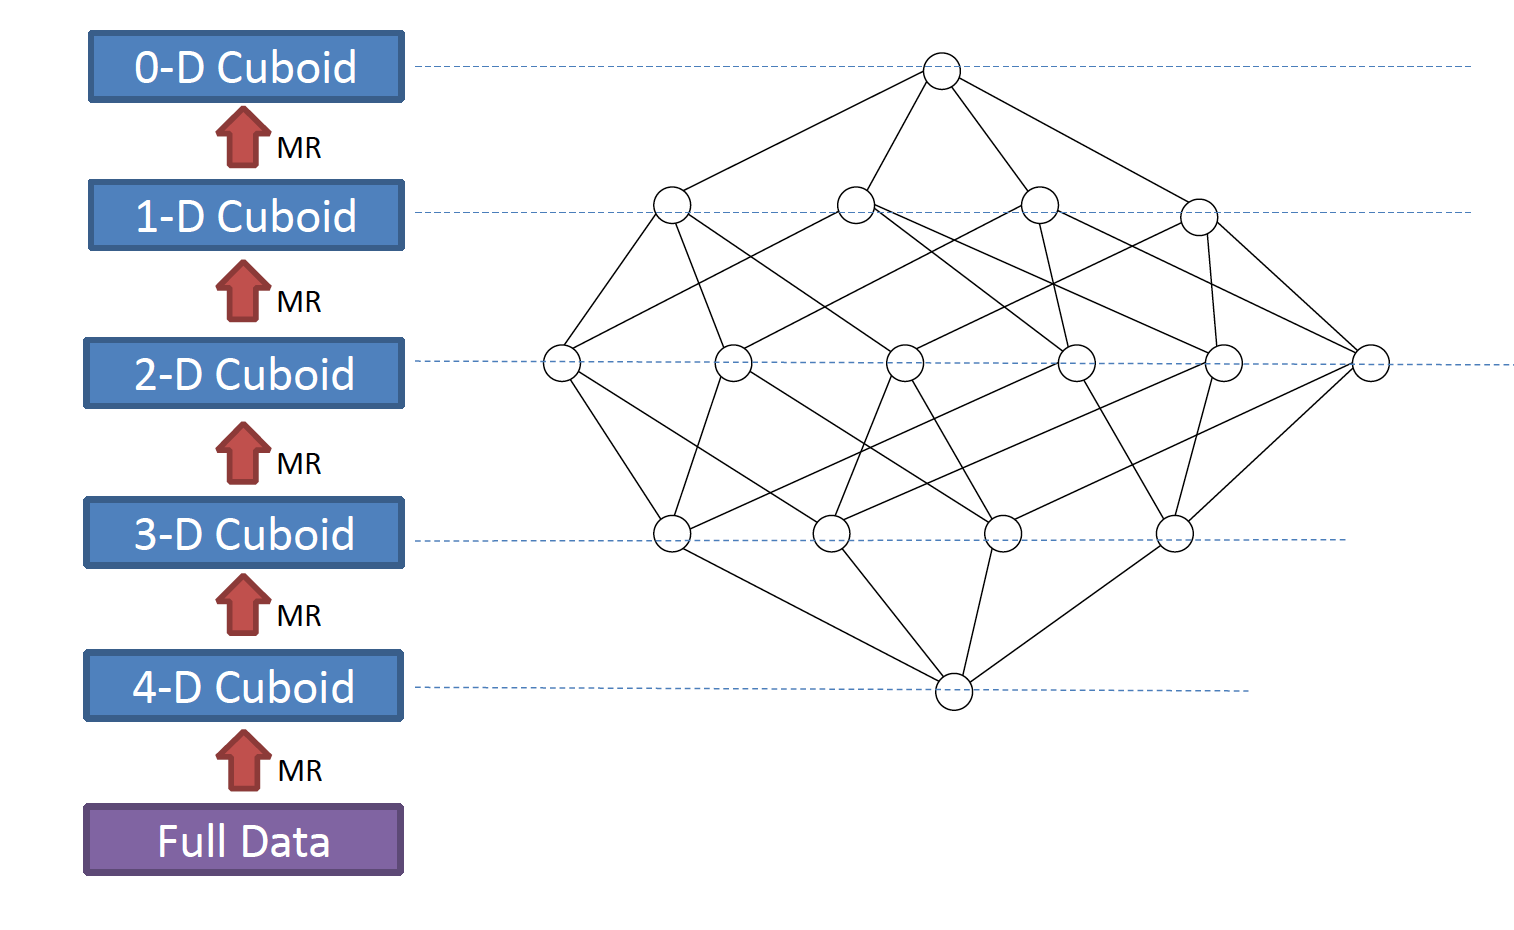 0-D Cuboid
MR
1-D Cuboid
MR
2-D Cuboid
MR
3-D Cuboid
MR
4-D Cuboid
MR
Full Data